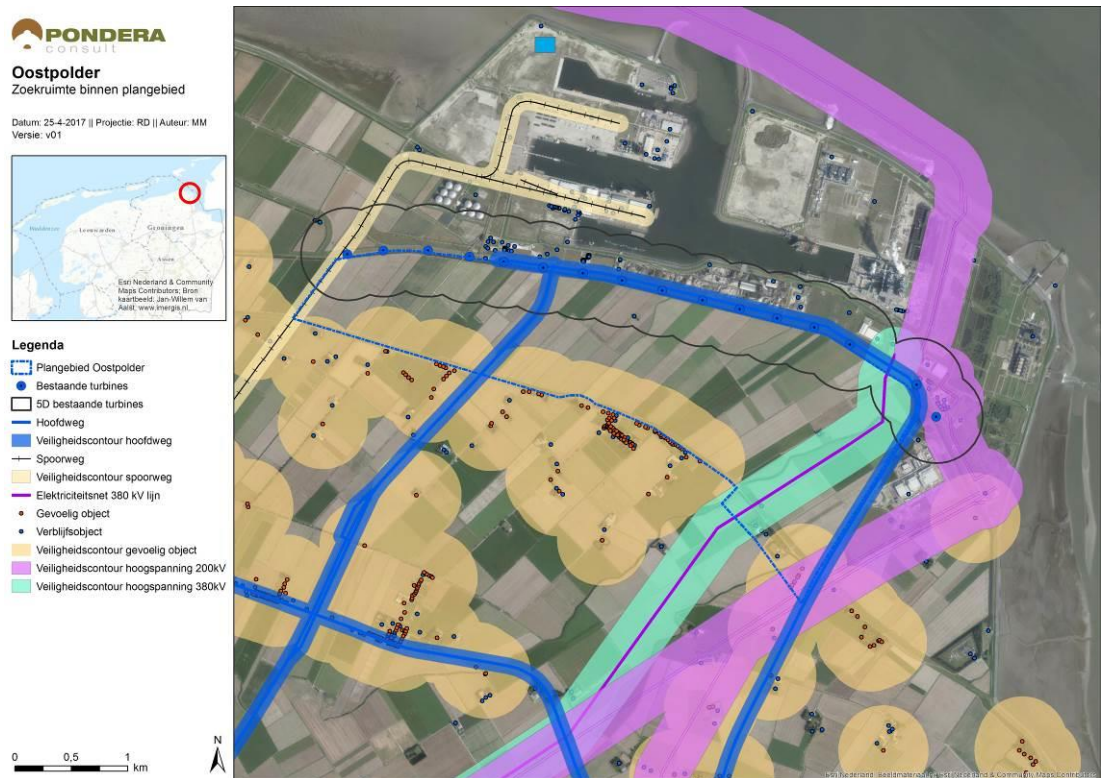 PONDERA
consult
Oostpolder
Zoekruimte binnen plangebied
Datum: 25-4-2017 || Projectie: RD || Auteur: MM
Versie: v01
Leeuwarden
Groningen
Assen
Esri Nederland & Community
Maps Contributors; Bron
kaartbeeld: Jan-Willem van
Aalst; www.imergis.nl;
Legenda
Plangebied Oostpolder
Bestaande turbines
5D bestaande turbines
Hoofdweg
Veiligheidscontour hoofdweg
Spoorweg
Veiligheidscontour spoorweg
Elektriciteitsnet 380 kV lijn
Gevoelig object
Verblijfsobject
Veiligheidscontour gevoelig object
Veiligheidscontour hoogspanning 200kV
Veiligheidscontour hoogspanning 380kV
0 0,5 1
km
N